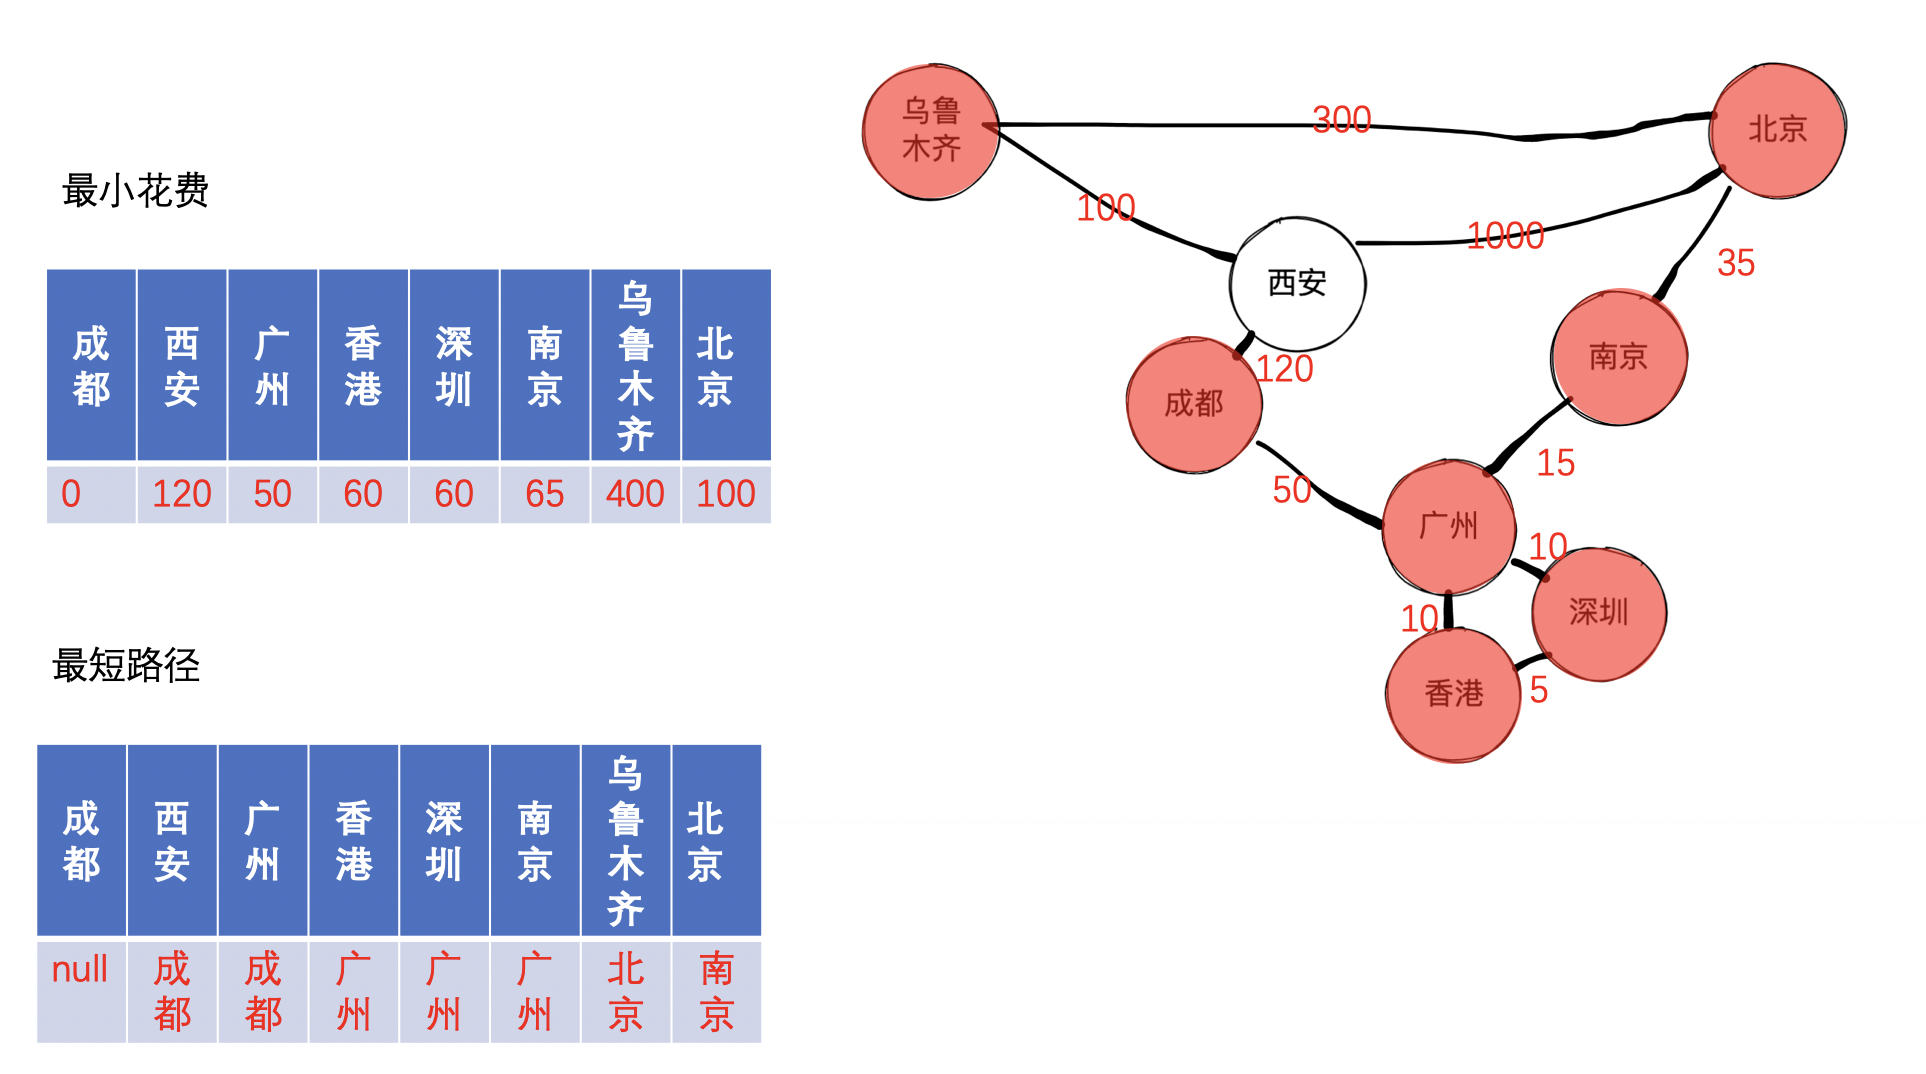 最小花费
成都 西安 广州 香港 深圳 南京 乌鲁木齐 北京
0 120 50 60 60 65 400 100
最短路径
成都 西安 广州 香港 深圳 南京 乌鲁木齐 北京
null 成都 成都 广州 广州 广州 北京 南京
乌鲁
木齐
300
北京
100
1000
35
西安
120
南京
成都
15
50
广州
10
深圳
10
香港
5